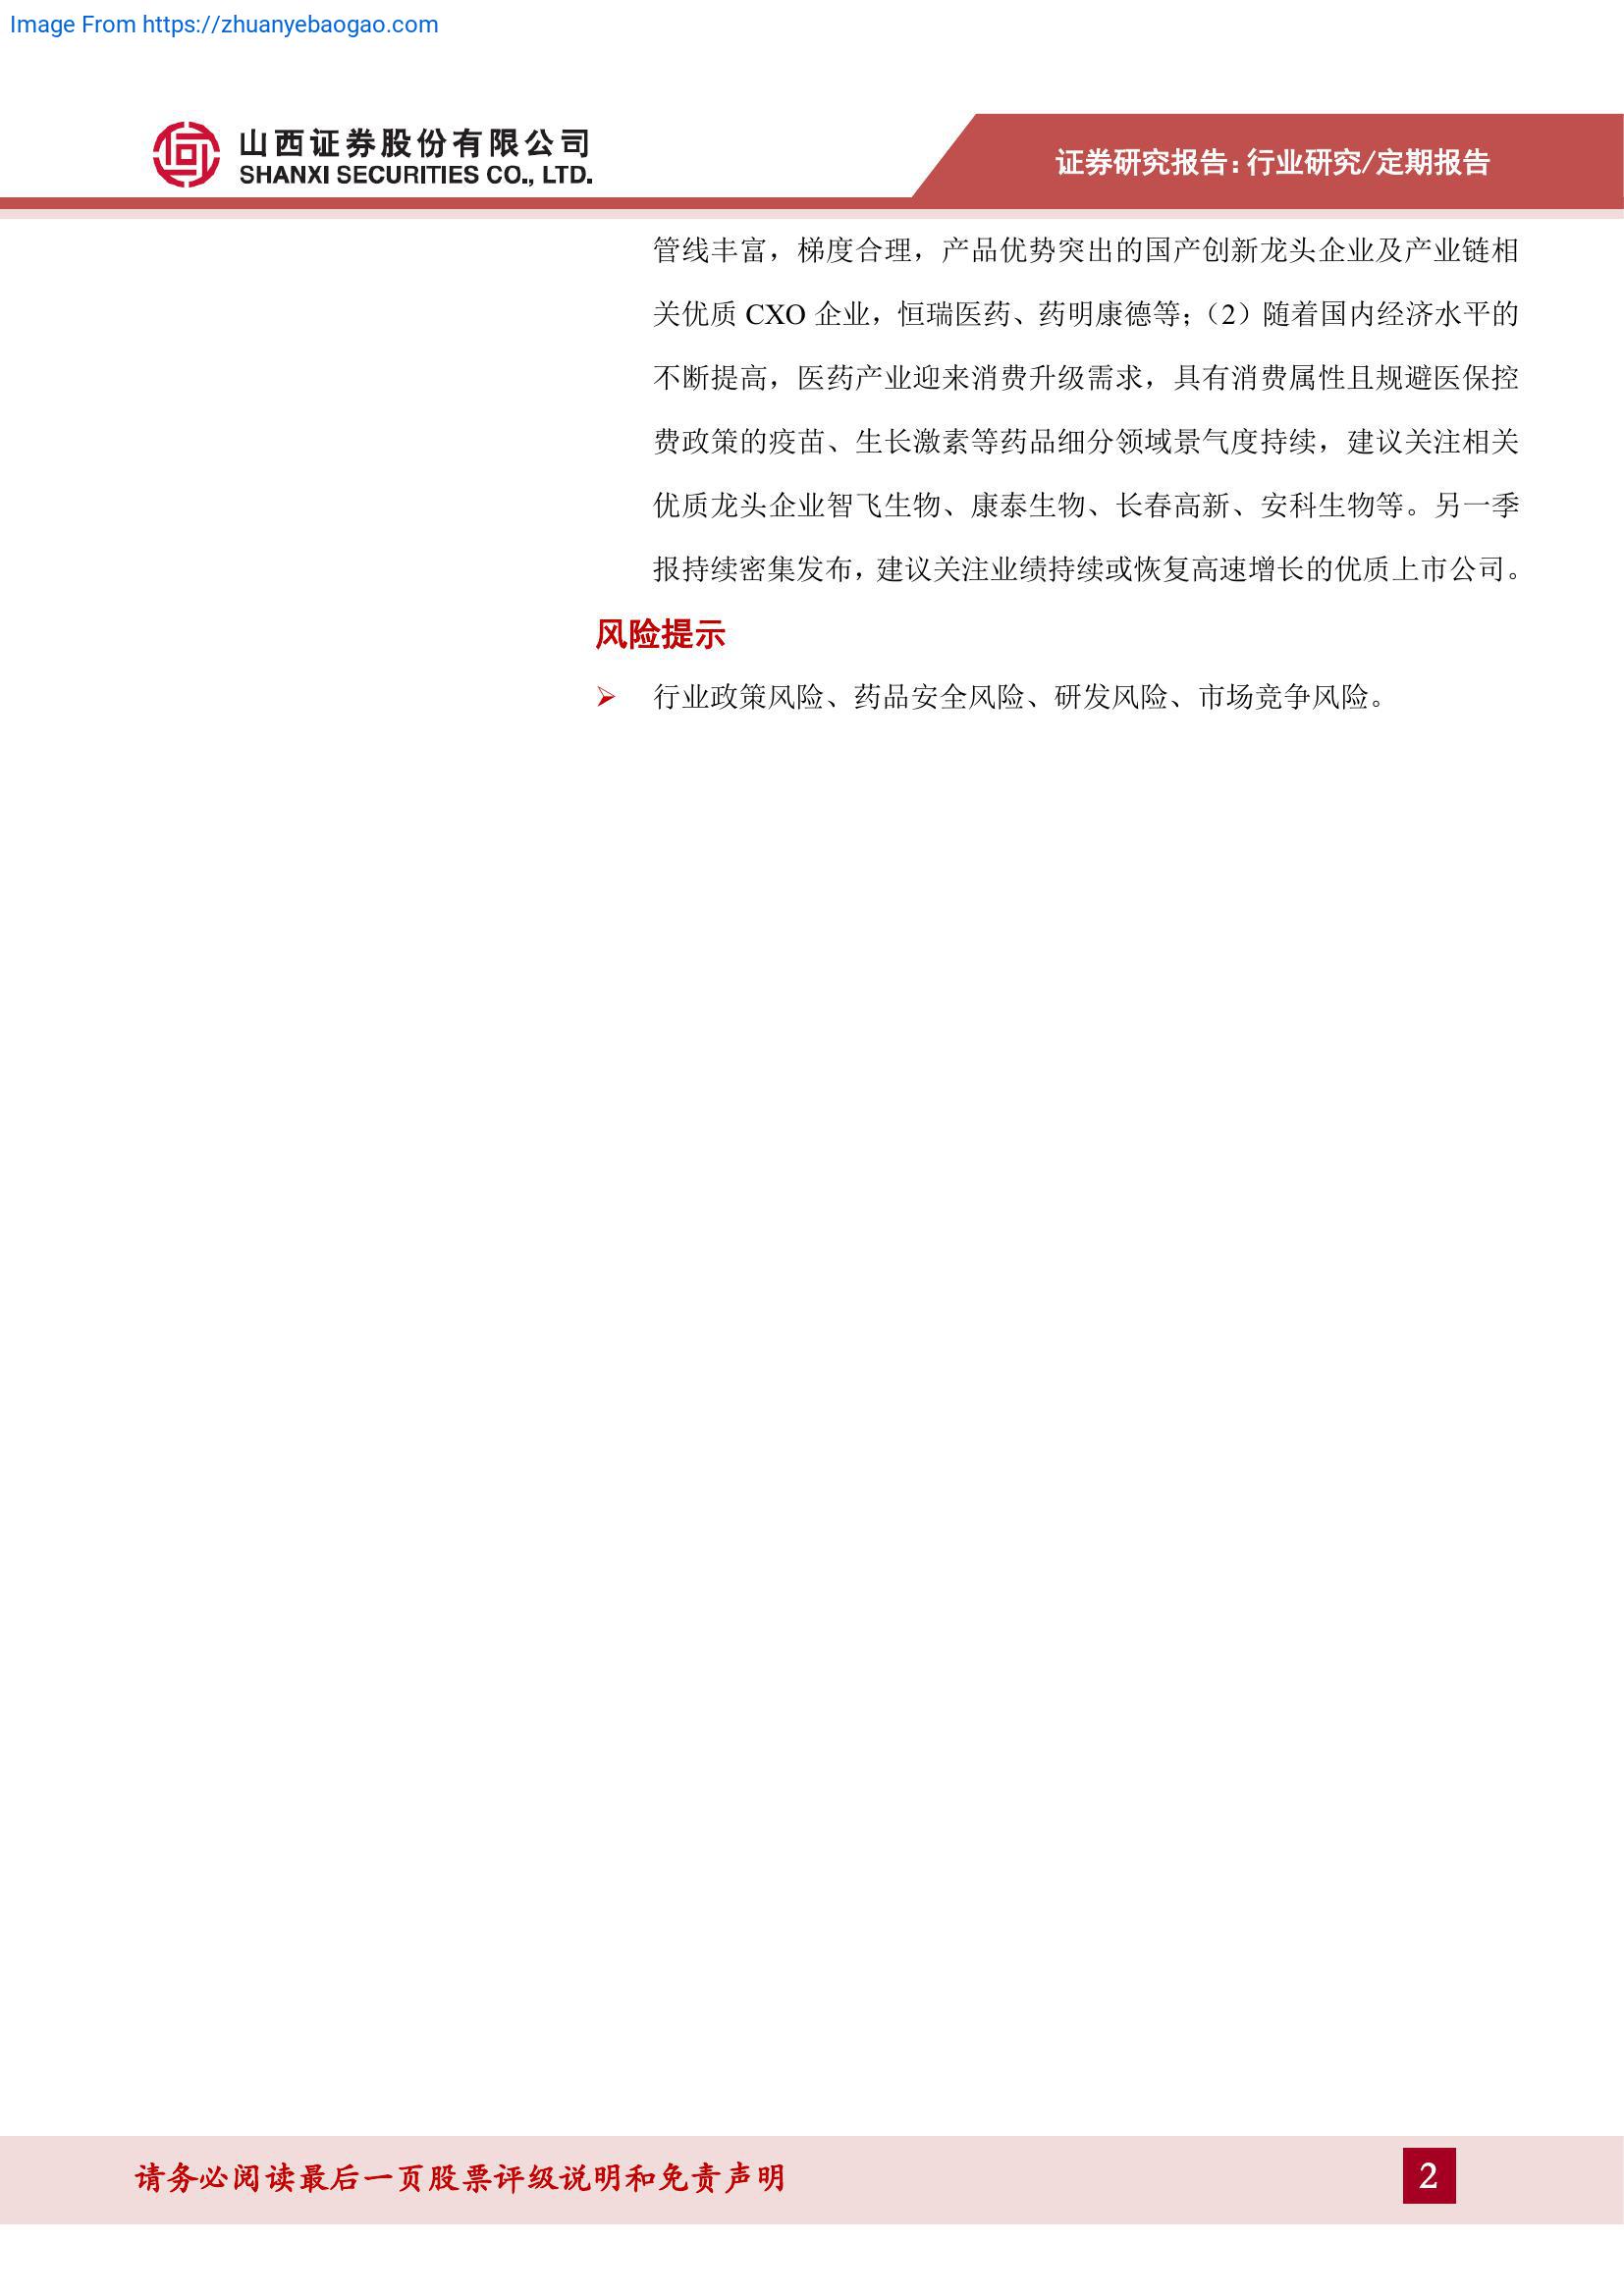 Image From https://zhuanyebaogao.com
山西证券股份有限公司
SHANXI SECURITIES CO., LTD.
证券研究报告：行业研究/定期报告
管线丰富，梯度合理，产品优势突出的国产创新龙头企业及产业链相
关优质 CXO 企业，恒瑞医药、药明康德等；（2）随着国内经济水平的
不断提高，医药产业迎来消费升级需求，具有消费属性且规避医保控
费政策的疫苗、生长激素等药品细分领域景气度持续，建议关注相关
优质龙头企业智飞生物、康泰生物、长春高新、安科生物等。另一季
报持续密集发布，建议关注业绩持续或恢复高速增长的优质上市公司。
风险提示
行业政策风险、药品安全风险、研发风险、市场竞争风险。
请务必阅读最后一页股票评级说明和免责声明
2